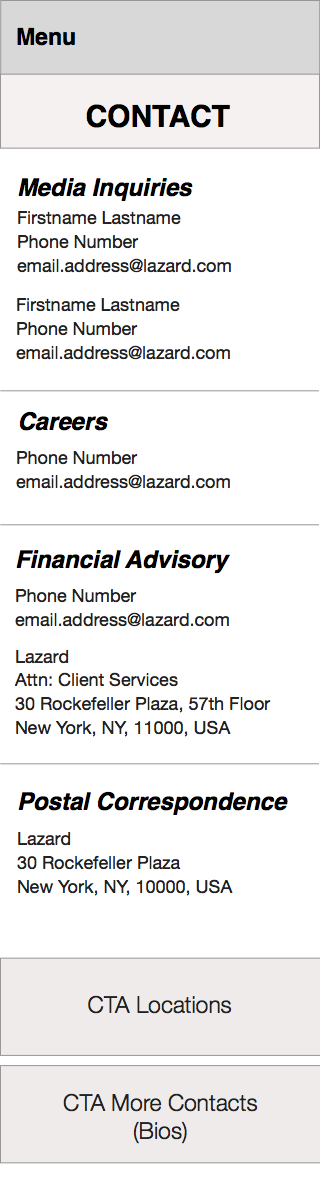 Menu
CONTACT
Media Inquiries
Firstname Lastname
Phone Number
email.address@lazard.com
Firstname Lastname
Phone Number
email.address@lazard.com
Careers
Phone Number
email.address@lazard.com
Financial Advisory
Phone Number
email.address@lazard.com
Lazard
Attn: Client Services
30 Rockefeller Plaza, 57th Floor
New York, NY, 11000, USA
Postal Correspondence
Lazard
30 Rockefeller Plaza
New York, NY, 10000, USA
CTA Locations
CTA More Contacts
(Bios)